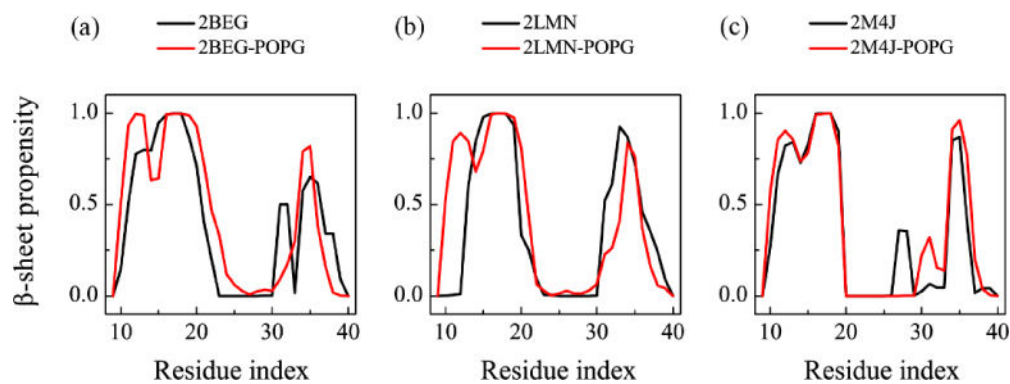 (a)
2BEG
2BEG-POPG
(b)
2LMN
2LMN-POPG
(c)
2M4J
2M4J-POPG
β-sheet propensity
1.0
0.5
0.0
10 20 30 40
Residue index
1.0
0.5
0.0
10 20 30 40
Residue index
1.0
0.5
0.0
10 20 30 40
Residue index